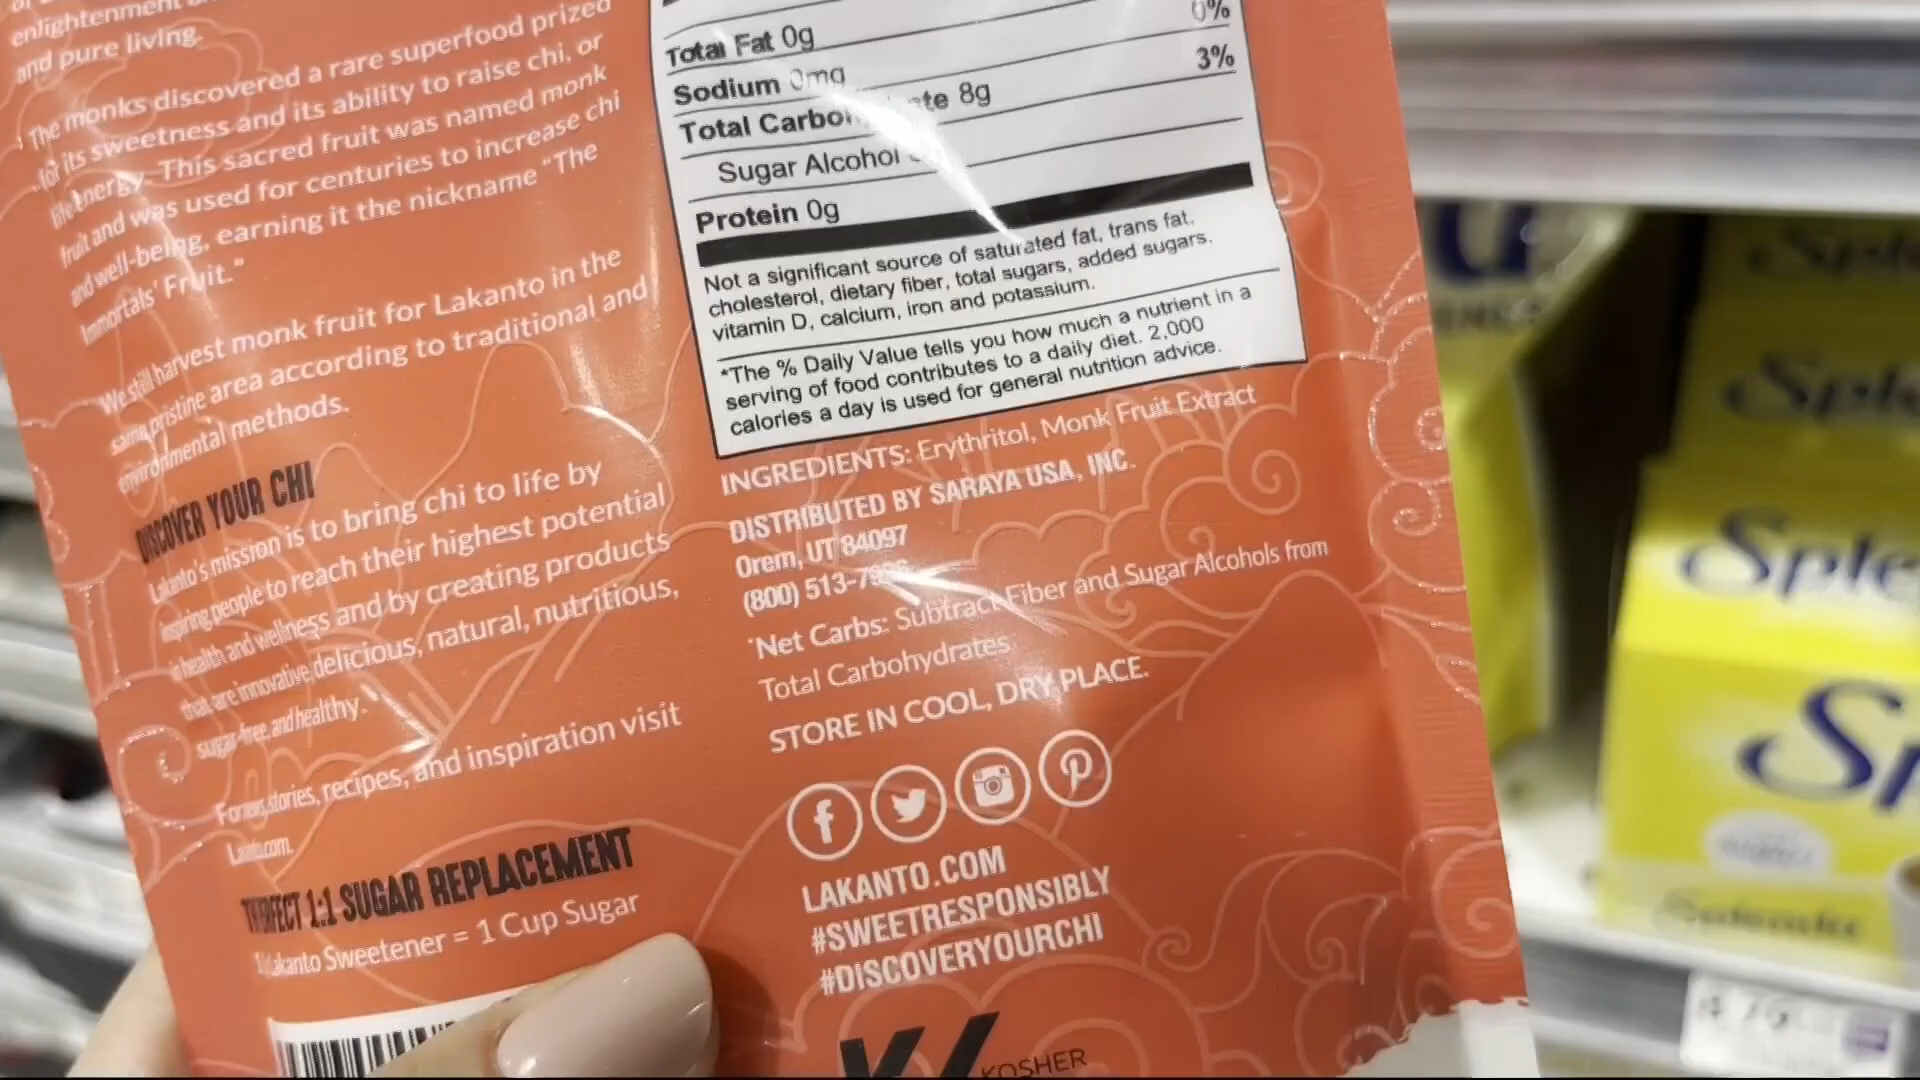 enlightenment
and pure living.
The monks discovered a rare superfood prized
for its sweetness and its ability to raise chi, or
life energy. This sacred fruit was named monk
fruit and was used for centuries to increase chi
and well-being, earning it the nickname “The
Immortals’ Fruit.”
We still harvest monk fruit for Lakanto in the
same pristine area according to traditional and
environmental methods.
DISCOVER YOUR CHI
Lakanto's mission is to bring chi to life by
inspiring people to reach their highest potential
in health and wellness and by creating products
that are innovative, delicious, natural, nutritious,
sugar-free, and healthy.
For news, stories, recipes, and inspiration visit
Lakanto.com.
1:1 SUGAR REPLACEMENT
Lakanto Sweetener = 1 Cup Sugar
Total Fat 0g 0%
Sodium 0mg
Total Carbohydrate 8g 3%
Sugar Alcohol
Protein 0g
Not a significant source of saturated fat, trans fat,
cholesterol, dietary fiber, total sugars, added sugars,
vitamin D, calcium, iron and potassium.
*The % Daily Value tells you how much a nutrient in a
serving of food contributes to a daily diet. 2,000
calories a day is used for general nutrition advice.
INGREDIENTS: Erythritol, Monk Fruit Extract
DISTRIBUTED BY SARAYA USA, INC.
Orem, UT 84097
(800) 513-7
*Net Carbs: Subtract Fiber and Sugar Alcohols from
Total Carbohydrates
STORE IN COOL, DRY PLACE.
LAKANTO.COM
#SWEETRESPONSIBLY
#DISCOVERYOURCHI
KOSHER
Sple
Sple
Sp
Splenda